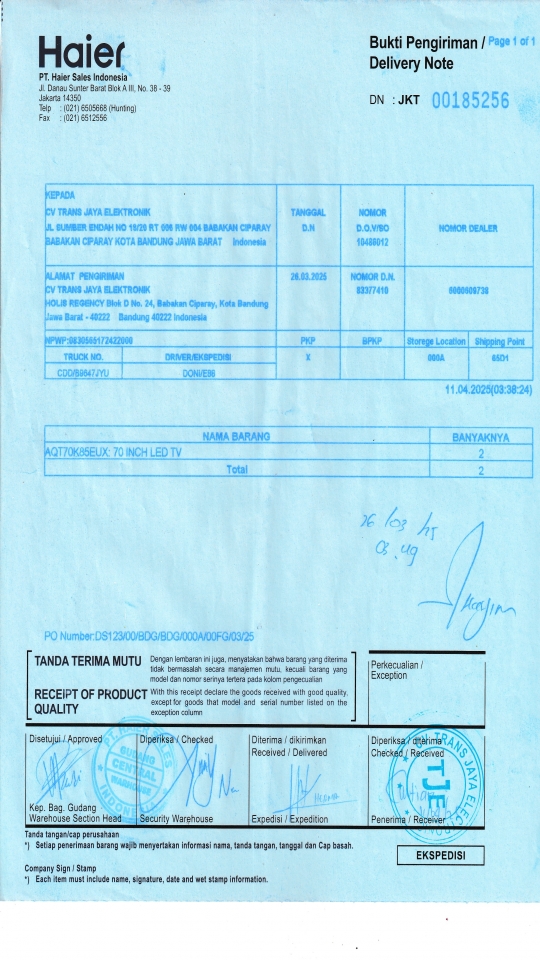 Haier
PT. Haier Sales Indonesia
Jl. Danau Sunter Barat Blok A III, No. 38 - 39
Jakarta 14350
Telp : (021) 6505668 (Hunting)
Fax : (021) 6512556
Bukti Pengiriman / Page 1 of 1
Delivery Note
DN : JKT 00185256
KEPADA
CV TRANS JAYA ELEKTRONIK
JL SUMBER ENDAH NO RT 006 RW 004 BABAKAN CIPARAY
BABAKAN CIPARAY KOTA BANDUNG JAWA BARAT Indonesia
TANGGAL
D.N
NOMOR
D.O.V/SO
NOMOR DEALER
ALAMAT PENGIRIMAN
CV TRANS JAYA ELEKTRONIK
HOLIS REGENCY Blok D No. 24, Babakan Ciparay, Kota Bandung
Jawa Barat - 40222 Bandung 40222 Indonesia
26.03.2025
NOMOR D.N.
83377410
NPWP:
PKP BPKP Storege Location Shipping Point
TRUCK NO. DRIVER/EKSPEDISI X 000A 65D1
11.04.2025(03:38:24)
NAMA BARANG BANYAKNYA
AQT70K85EUX: 70 INCH LED TV 2
Total 2
26/03/25
03.49
PO Number:DS123/00/BDG/BDG/000A/00FG/03/25
TANDA TERIMA MUTU
Dengan lembaran ini juga, menyatakan bahwa barang yang diterima
tidak bermasalah secara manajemen mutu, kecuali barang yang
model dan nomor serinya tertera pada kolom pengecualian
RECEIPT OF PRODUCT
QUALITY
With this receipt declare the goods received with good quality,
except for goods that model and serial number listed on the
exception column
Perkecualian /
Exception
Disetujui / Approved
Diperiksa / Checked
Diterima / dikirimkan
Received / Delivered
Diperiksa / diterima
Checked / Received
CENTRAL
WAREHOUSE
TJE
Kep. Bag. Gudang
Warehouse Section Head
Security Warehouse
Expedisi / Expedition
Penerima / Receiver
Tanda tangan/cap perusahaan
*) Setiap penerimaan barang wajib menyertakan informasi nama, tanda tangan, tanggal dan Cap basah.
EKSPEDISI
Company Sign / Stamp
*) Each item must include name, signature, date and wet stamp information.